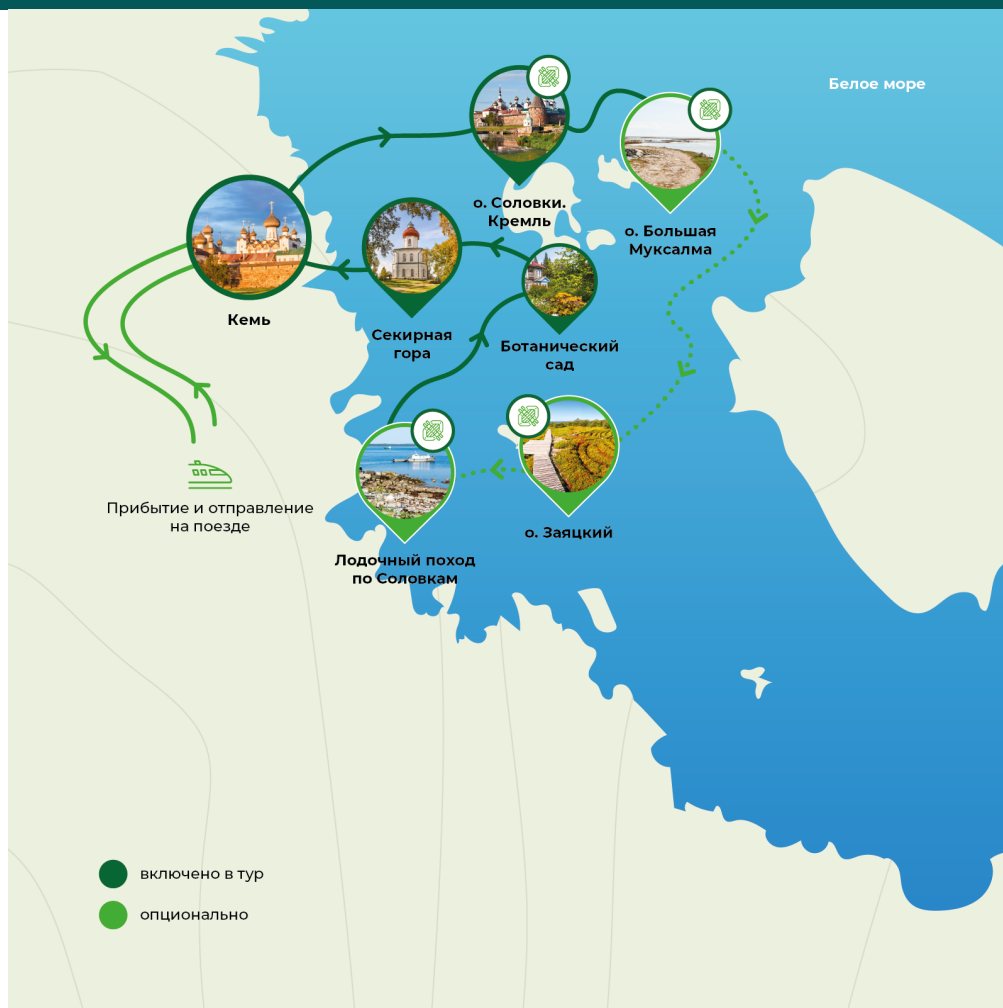 Белое море
о. Соловки.
Кремль
о. Большая
Муксалма
Кемь
Секирная
гора
Ботанический
сад
Прибытие и отправление
на поезде
о. Заяцкий
Лодочный поход
по Соловкам
включено в тур
опционально